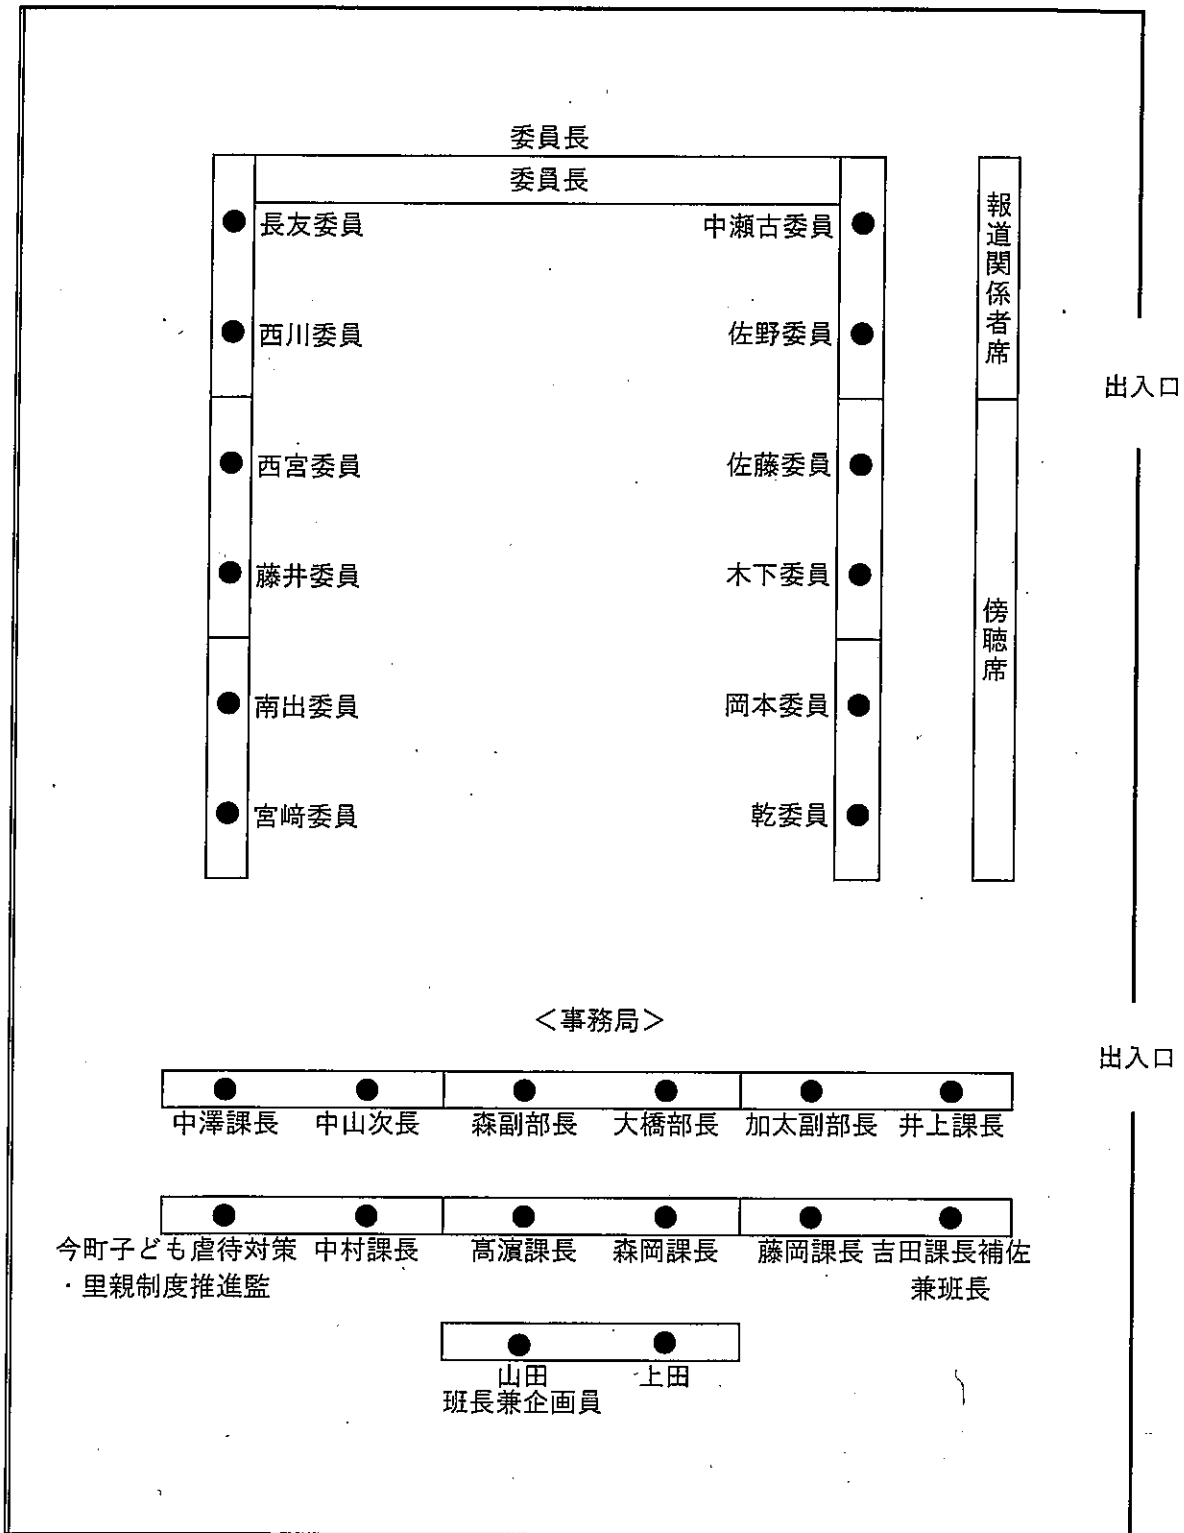 委員長
委員長
長友委員
中瀬古委員
西川委員
佐野委員
西宮委員
佐藤委員
藤井委員
木下委員
南出委員
岡本委員
宮﨑委員
乾委員
報道関係者席
傍聴席
出入口
<事務局>
出入口
中澤課長 中山次長 森副部長 大橋部長 加太副部長 井上課長
今町子ども虐待対策 中村課長 髙濵課長 森岡課長 藤岡課長 吉田課長補佐
・里親制度推進監 兼班長
山田 上田
班長兼企画員